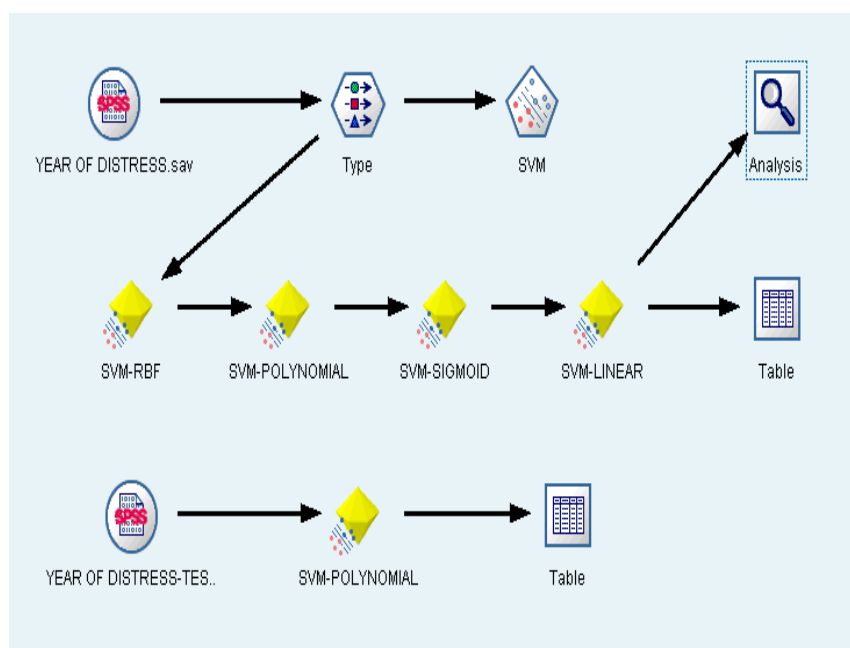 SPSS
YEAR OF DISTRESS.sav
Type
SVM
Analysis
SVM-RBF
SVM-POLYNOMIAL
SVM-SIGMOID
SVM-LINEAR
Table
SPSS
YEAR OF DISTRESS-TES..
SVM-POLYNOMIAL
Table